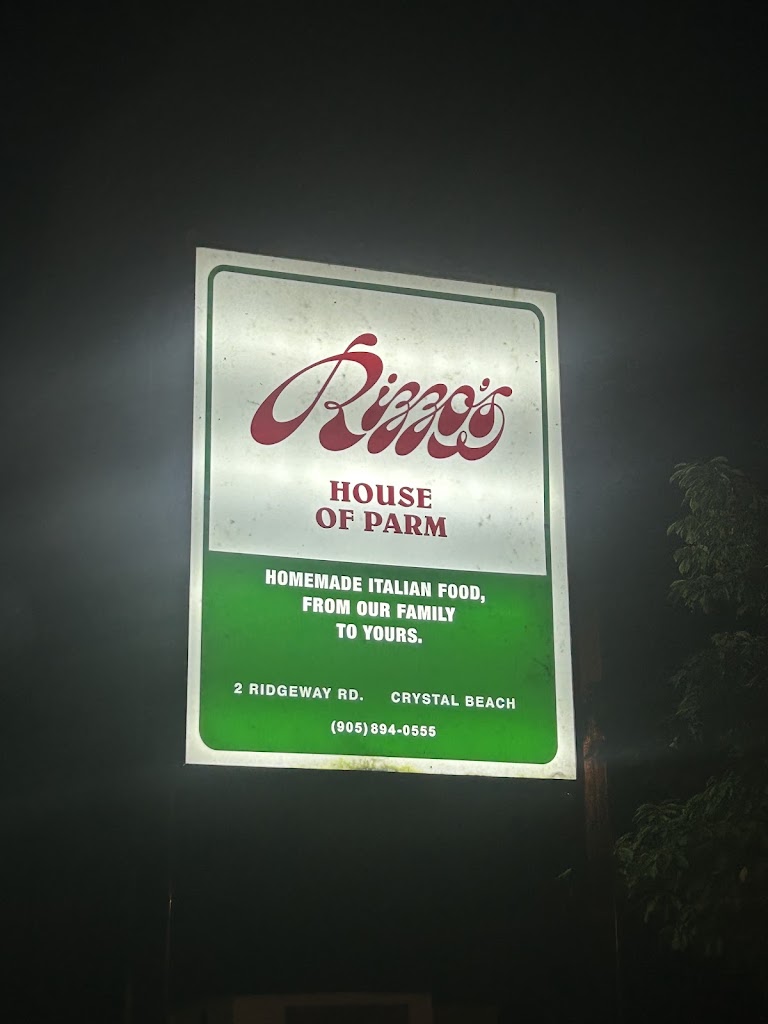 Rizzo's
HOUSE
OF PARM
HOMEMADE ITALIAN FOOD,
FROM OUR FAMILY
TO YOURS.
2 RIDGEWAY RD. CRYSTAL BEACH
(905)894-0555